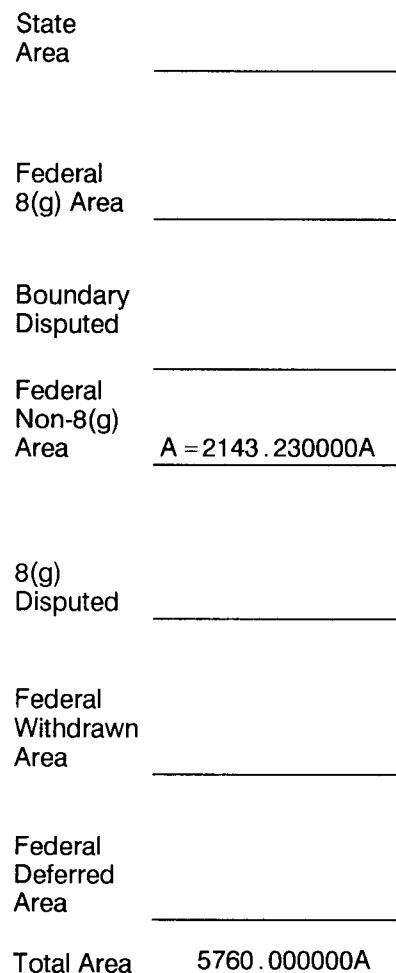 State
Area
Federal
8(g) Area
Boundary
Disputed
Federal
Non-8(g)
Area A = 2143.230000A
8(g)
Disputed
Federal
Withdrawn
Area
Federal
Deferred
Area
Total Area 5760.000000A